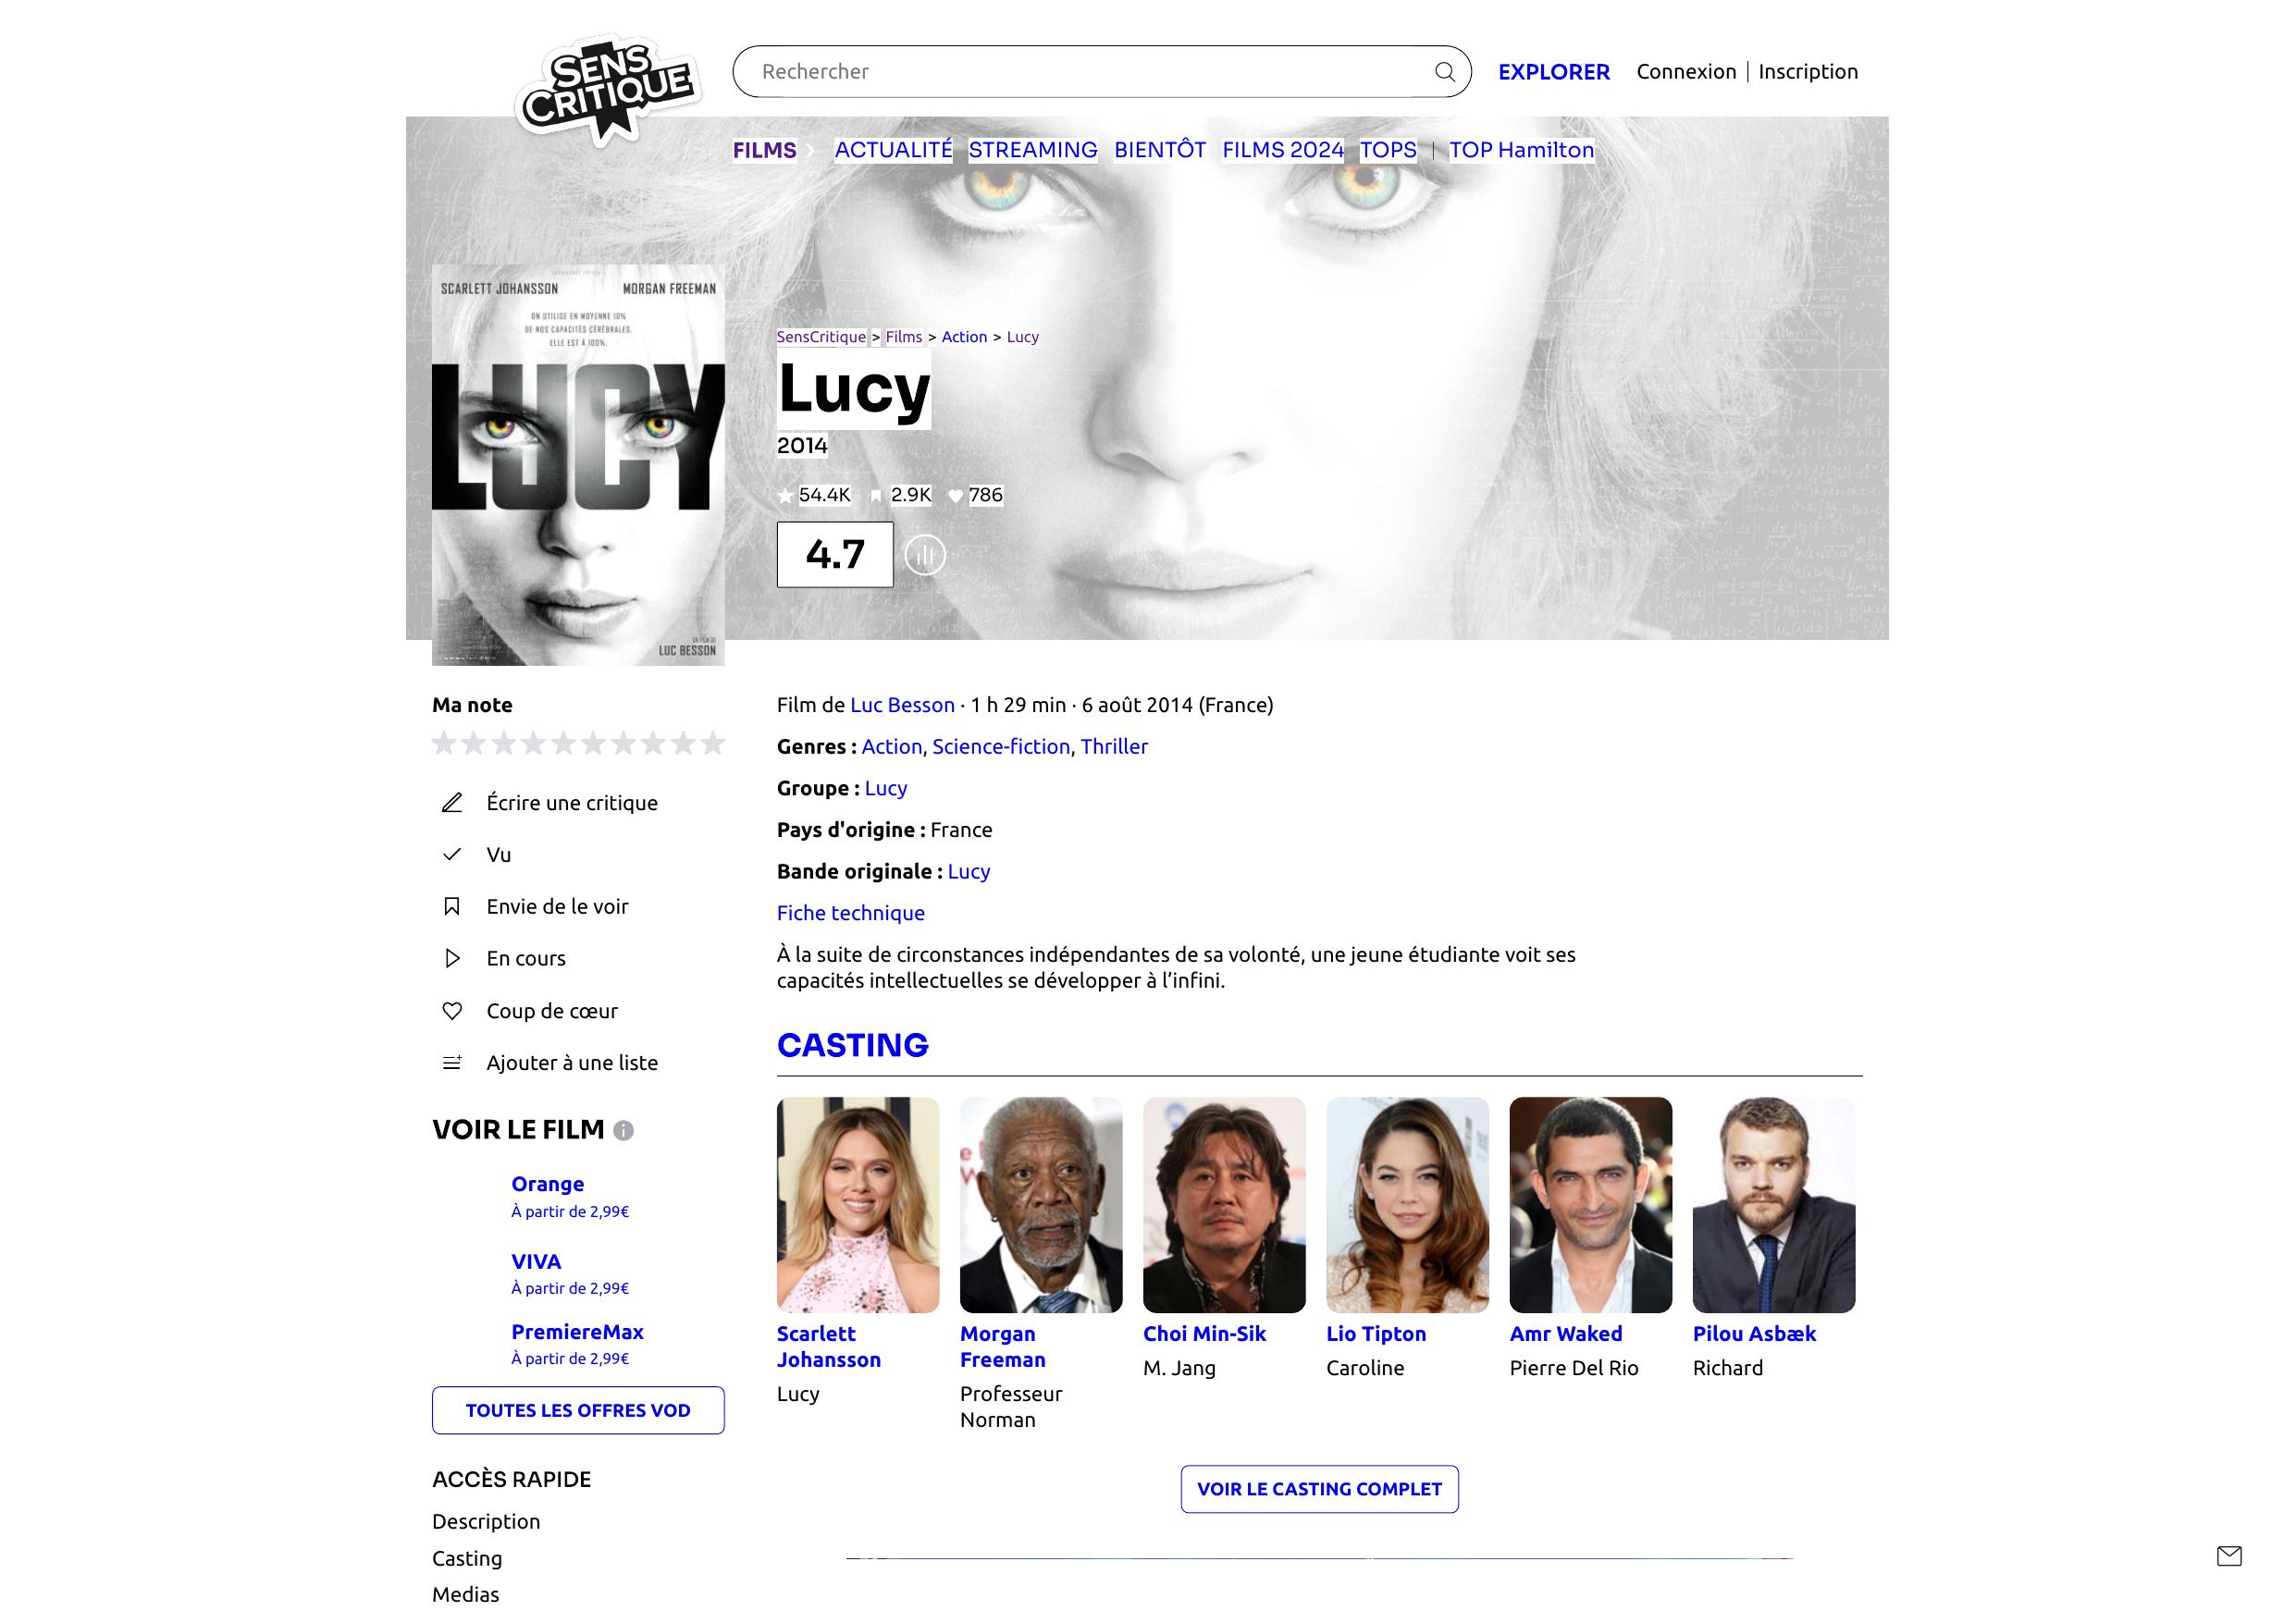 SENS
CRITIQUE
Rechercher
EXPLORER
Connexion | Inscription
FILMS
ACTUALITÉ
STREAMING
BIENTÔT
FILMS 2024
TOPS
|
TOP Hamilton
SCARLETT JOHANSSON
MORGAN FREEMAN
ON UTILISE EN MOYENNE 10%
DE NOS CAPACITÉS CÉRÉBRALES.
ELLE EST À 100%.
LUCY
LUC BESSON
SensCritique > Films > Action > Lucy
Lucy
2014
54.4K
2.9K
786
4.7
Ma note
Écrire une critique
Vu
Envie de le voir
En cours
Coup de cœur
Ajouter à une liste
VOIR LE FILM
Orange
À partir de 2,99€
VIVA
À partir de 2,99€
PremiereMax
À partir de 2,99€
TOUTES LES OFFRES VOD
ACCÈS RAPIDE
Description
Casting
Medias
Film de Luc Besson · 1 h 29 min · 6 août 2014 (France)
Genres : Action, Science-fiction, Thriller
Groupe : Lucy
Pays d'origine : France
Bande originale : Lucy
Fiche technique
À la suite de circonstances indépendantes de sa volonté, une jeune étudiante voit ses
capacités intellectuelles se développer à l’infini.
CASTING
Scarlett
Johansson
Lucy
Morgan
Freeman
Professeur
Norman
Choi Min-Sik
M. Jang
Lio Tipton
Caroline
Amr Waked
Pierre Del Rio
Pilou Asbæk
Richard
VOIR LE CASTING COMPLET